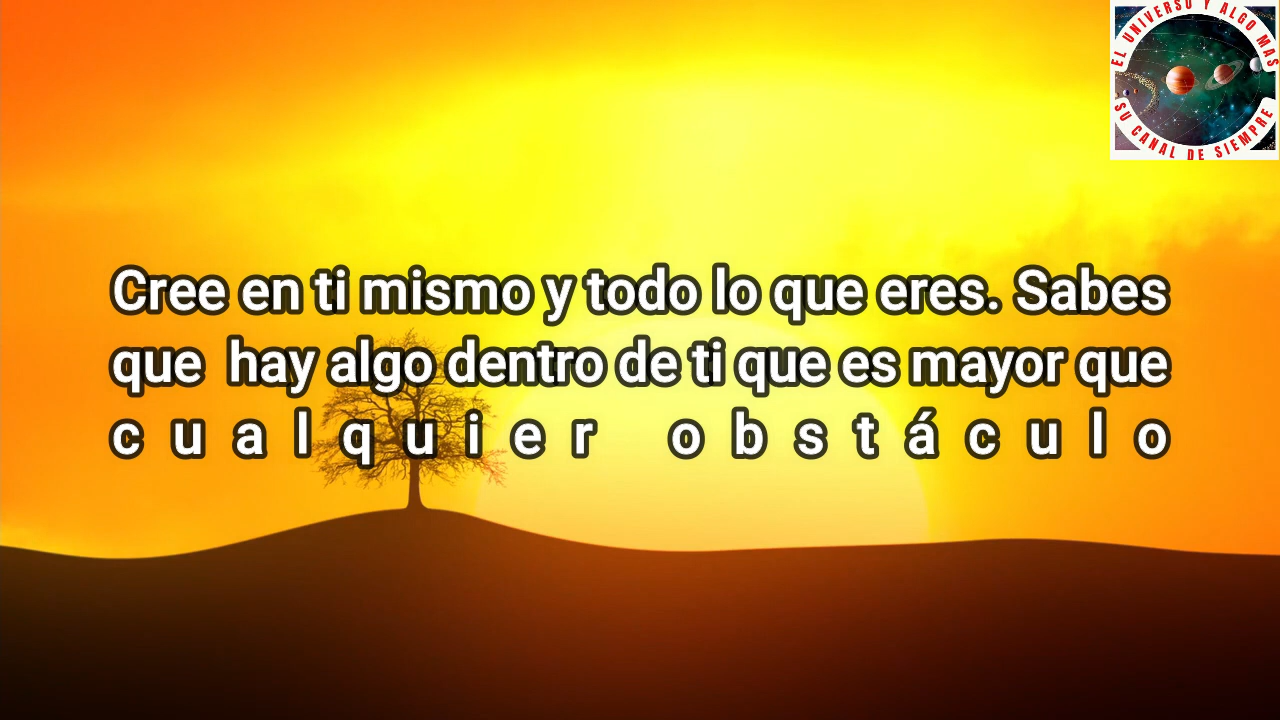 EL UNIVERSO Y ALGO MAS
SU CANAL DE SIEMPRE
Cree en ti mismo y todo lo que eres. Sabes
que hay algo dentro de ti que es mayor que
cualquier obstáculo